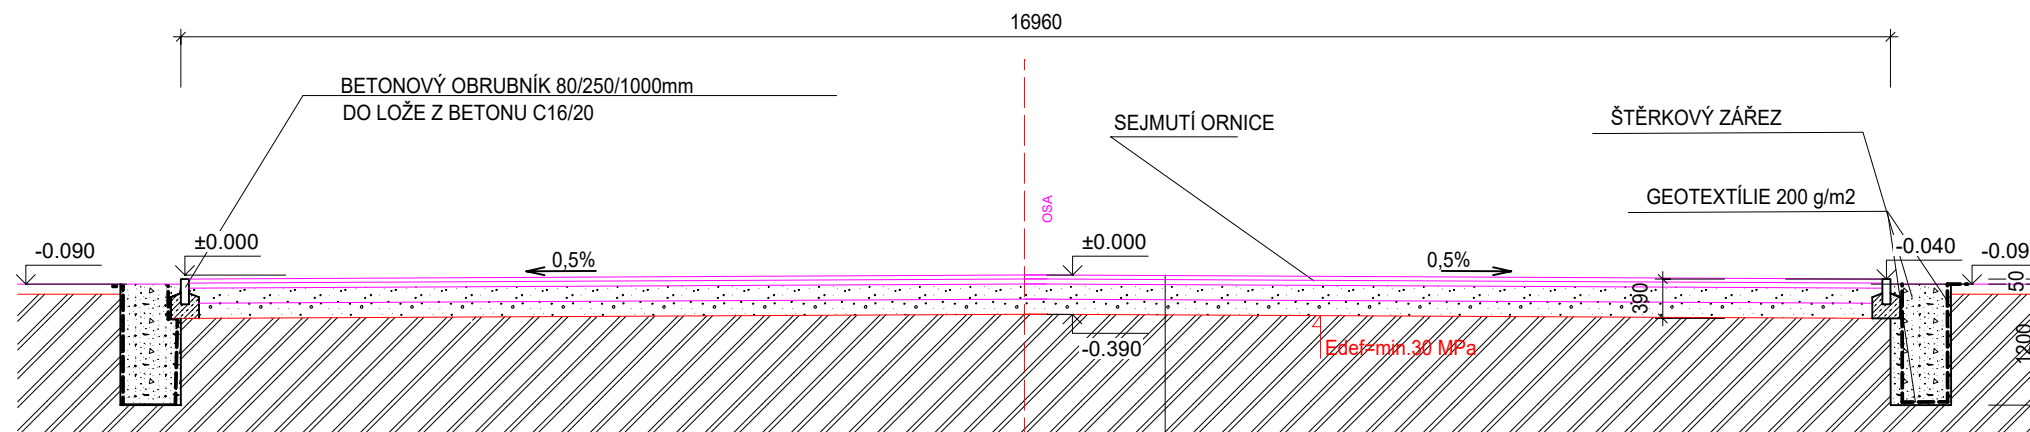 16960
BETONOVÝ OBRUBNÍK 80/250/1000mm
DO LOŽE Z BETONU C16/20
SEJMUTÍ ORNICE
ŠTĚRKOVÝ ZÁŘEZ
GEOTEXTÍLIE 200 g/m2
OSA
-0.090
±0.000
0,5%
±0.000
0,5%
-0.040
-0.09
50
390
-0.390
Edef=min.30 MPa
1200